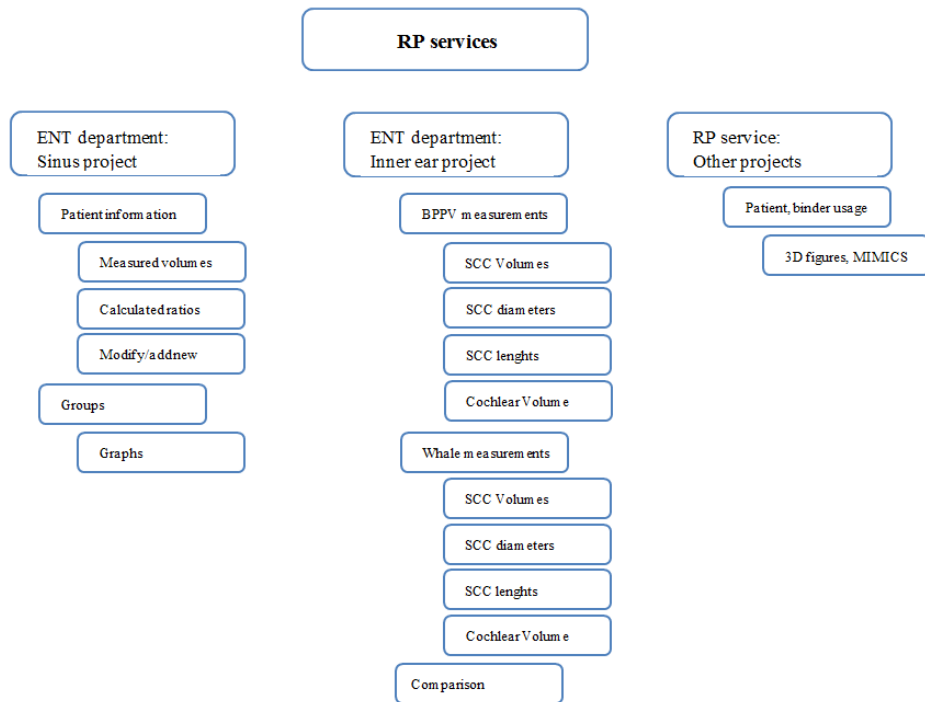 RP services
ENT department:
Sinus project
Patient information
Measured volumes
Calculated ratios
Modify/addnew
Groups
Graphs
ENT department:
Inner ear project
BPPV measurements
SCC Volumes
SCC diameters
SCC lenghts
Cochlear Volume
Whale measurements
SCC Volumes
SCC diameters
SCC lenghts
Cochlear Volume
Comparison
RP service:
Other projects
Patient, binder usage
3D figures, MIMICS